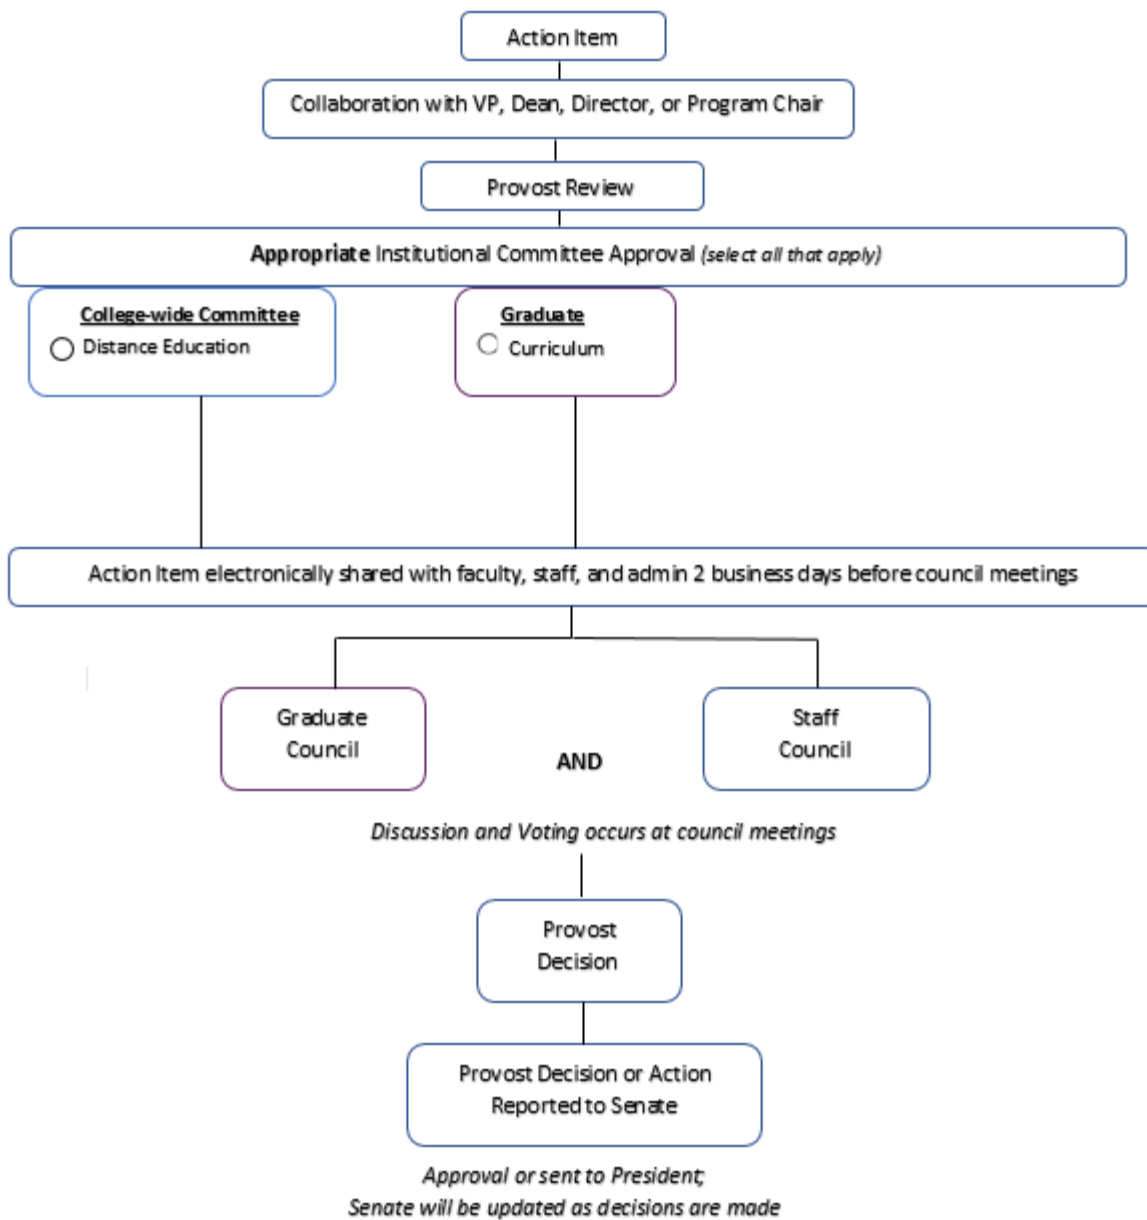 Action Item
Collaboration with VP, Dean, Director, or Program Chair
Provost Review
Appropriate Institutional Committee Approval (select all that apply)
College-wide Committee
Distance Education
Graduate
Curriculum
Action Item electronically shared with faculty, staff, and admin 2 business days before council meetings
Graduate
Council
AND
Staff
Council
Discussion and Voting occurs at council meetings
Provost
Decision
Provost Decision or Action
Reported to Senate
Approval or sent to President;
Senate will be updated as decisions are made